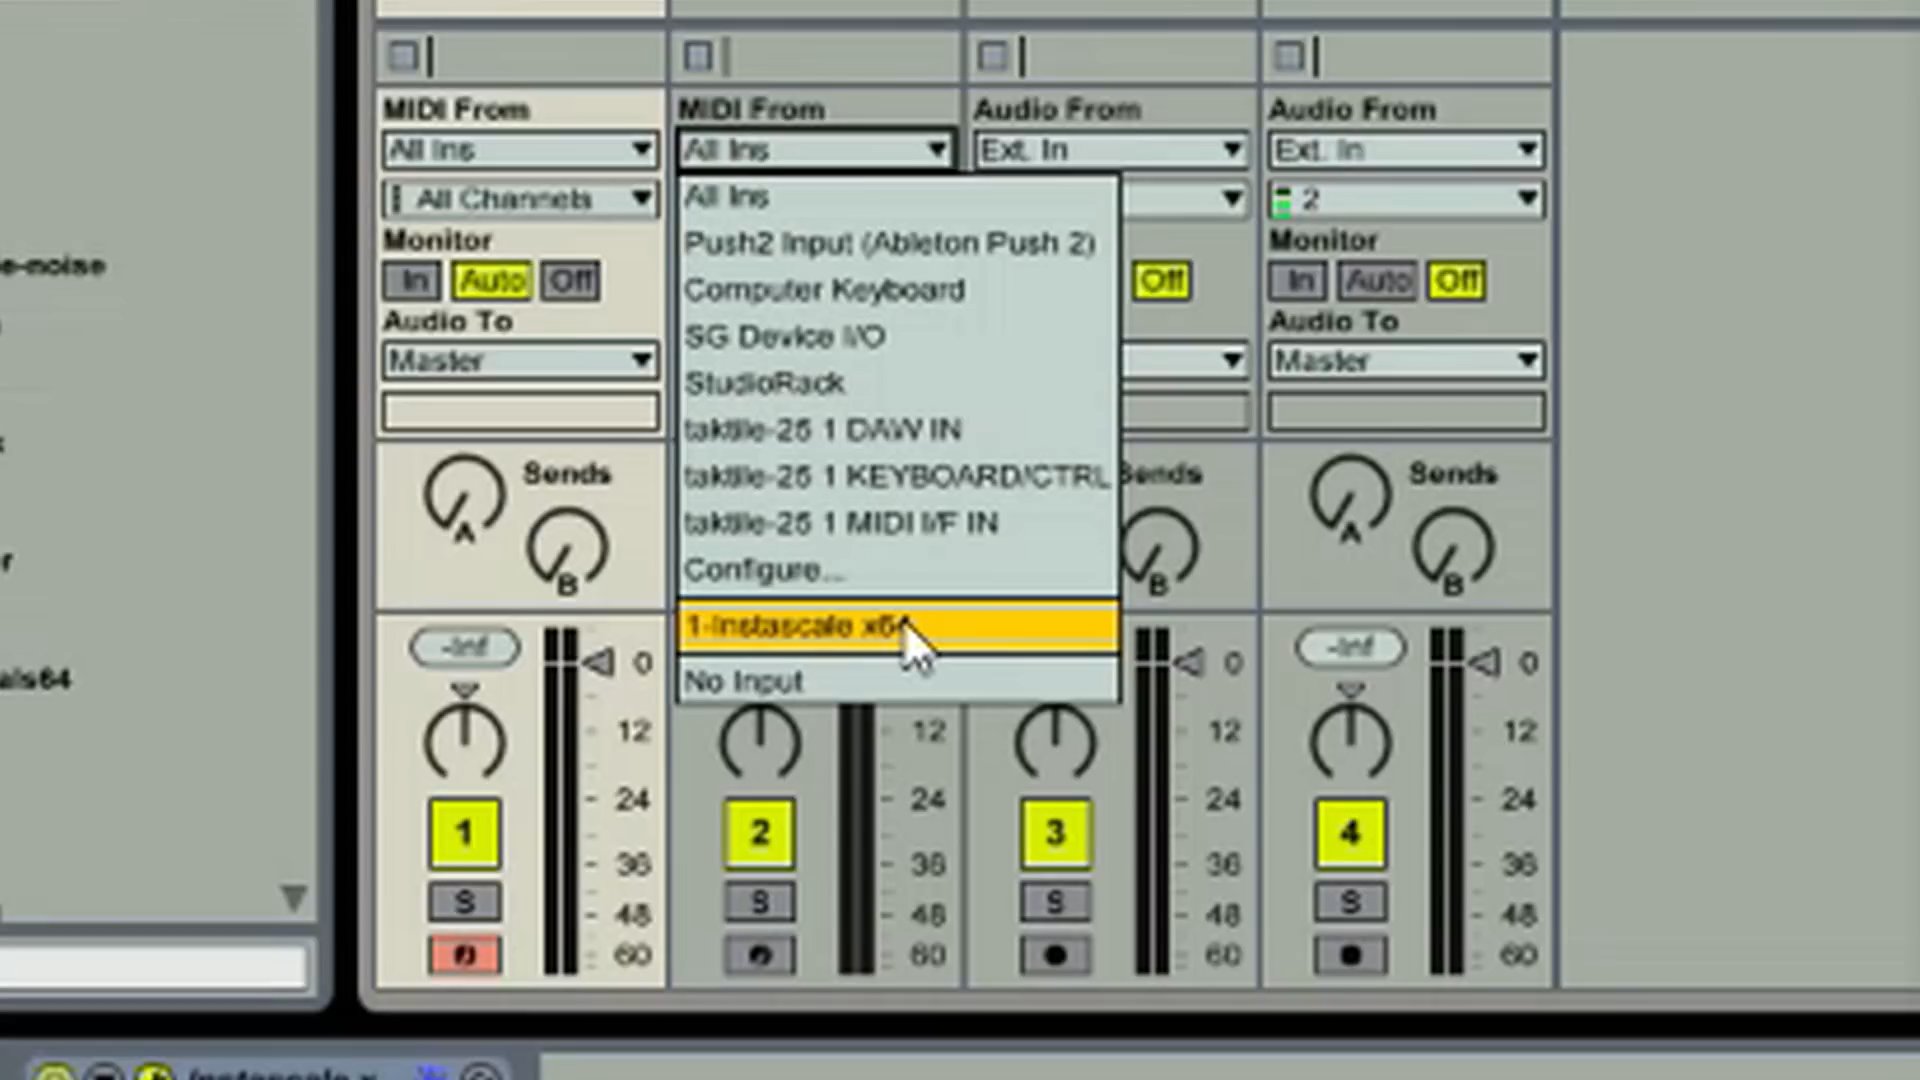 MIDI From
All Ins
All Channels
Monitor
In Auto Off
Audio To
Master
Sends
A
B
-Inf
0
12
24
36
48
60
1
S
MIDI From
All Ins
All Ins
Push2 Input (Ableton Push 2)
Computer Keyboard
SG Device I/O
StudioRack
taktile-25 1 DAW IN
taktile-25 1 KEYBOARD/CTRL
taktile-25 1 MIDI I/F IN
Configure...
1-Instascale x64
No Input
12
24
36
48
60
2
S
Audio From
Ext. In
Off
Sends
B
0
12
24
36
48
60
3
S
Audio From
Ext. In
2
Monitor
In Auto Off
Audio To
Master
Sends
A
B
-Inf
0
12
24
36
48
60
4
S
e-noise
als64